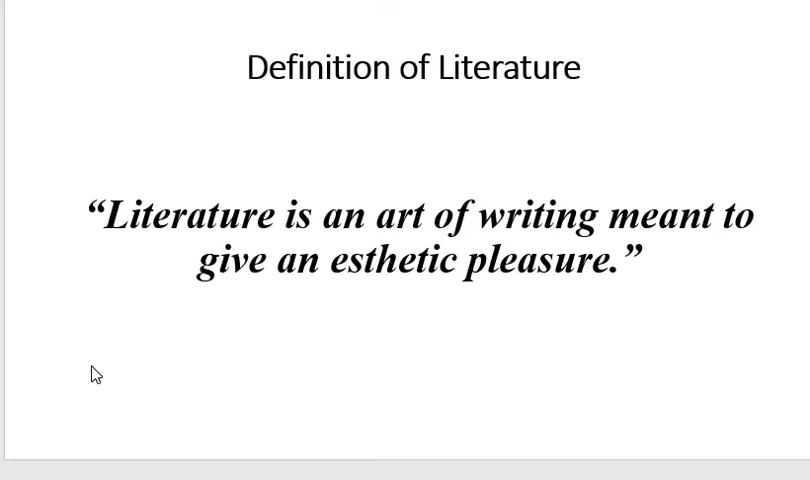 Definition of Literature
“Literature is an art of writing meant to
give an esthetic pleasure.”